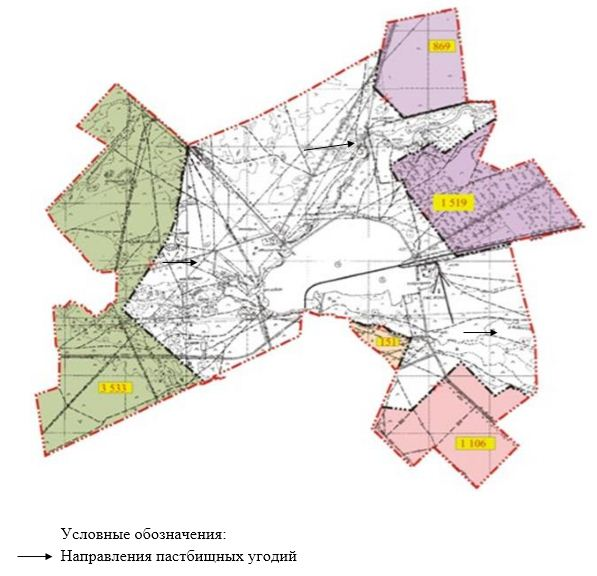 869
1 519
151
3 533
1 106
Условные обозначения:
Направления пастбищных угодий